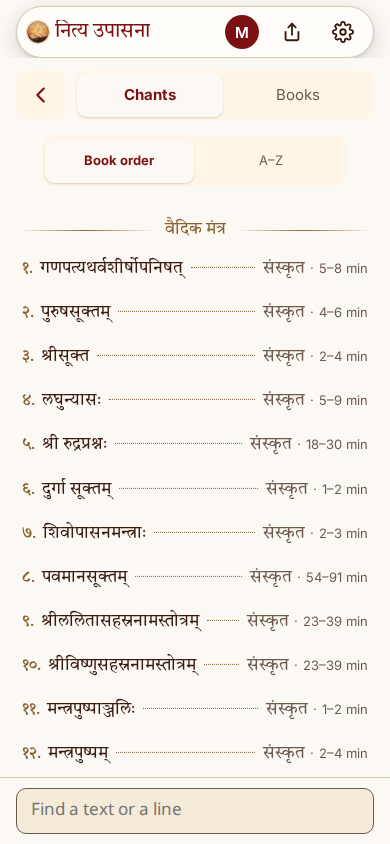 नित्य उपासना M
Chants Books
Book order A–Z
वैदिक मंत्र
१. गणपत्यथर्वशीर्षोपनिषत् संस्कृत · 5–8 min
२. पुरुषसूक्तम् संस्कृत · 4–6 min
३. श्रीसूक्त संस्कृत · 2–4 min
४. लघुन्यासः संस्कृत · 5–9 min
५. श्री रुद्रप्रश्नः संस्कृत · 18–30 min
६. दुर्गा सूक्तम् संस्कृत · 1–2 min
७. शिवोपासनमन्त्राः संस्कृत · 2–3 min
८. पवमानसूक्तम् संस्कृत · 54–91 min
९. श्रीललितासहस्रनामस्तोत्रम् संस्कृत · 23–39 min
१०. श्रीविष्णुसहस्रनामस्तोत्रम् संस्कृत · 23–39 min
११. मन्त्रपुष्पाञ्जलिः संस्कृत · 1–2 min
१२. मन्त्रपुष्पम् संस्कृत · 2–4 min
Find a text or a line